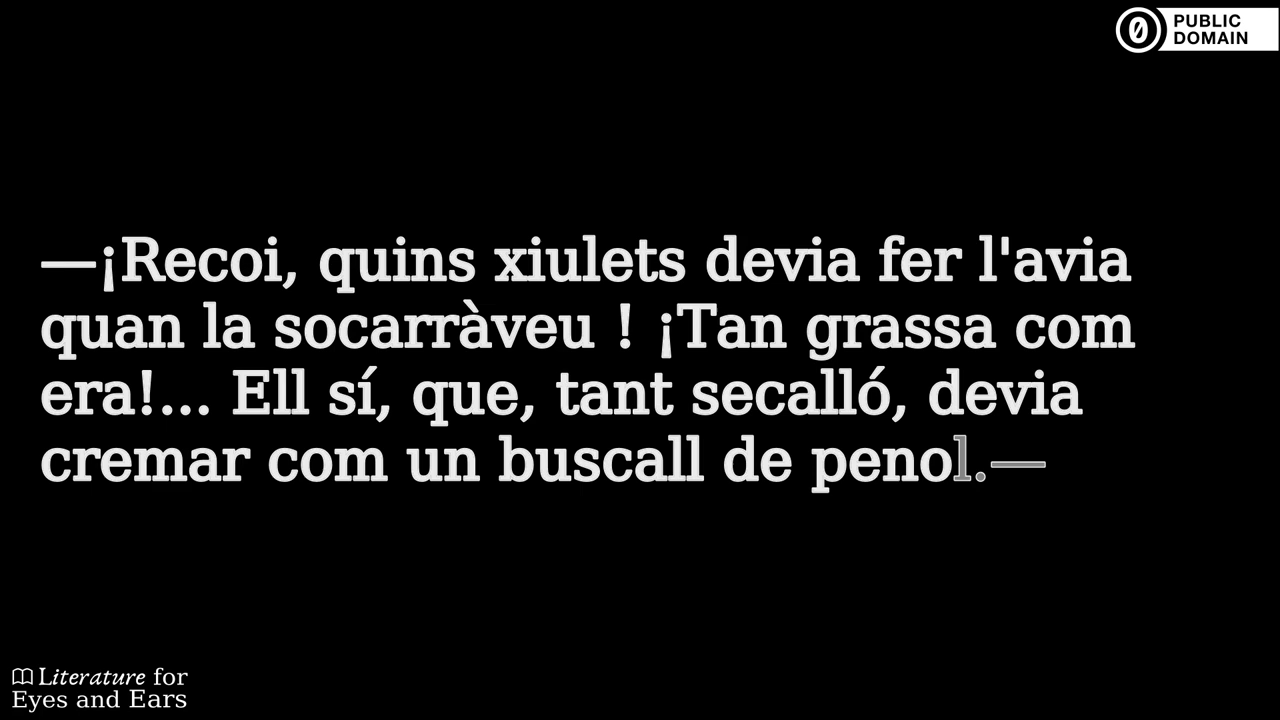 PUBLIC
DOMAIN
—¡Recoi, quins xiulets devia fer l'avia
quan la socarràveu ! ¡Tan grassa com
era!... Ell sí, que, tant secalló, devia
cremar com un buscall de penol.—
Literature for
Eyes and Ears